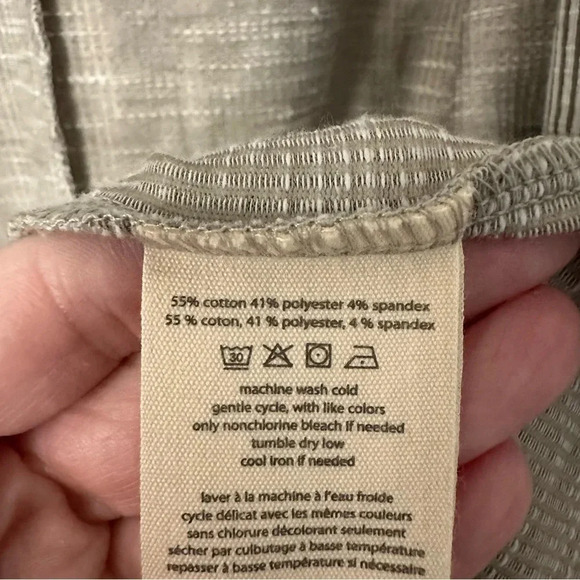 55% cotton 41% polyester 4% spandex
55 % coton, 41 % polyester, 4 % spandex
30
machine wash cold
gentle cycle, with like colors
only nonchlorine bleach if needed
tumble dry low
cool iron if needed
laver à la machine à l'eau froide
cycle délicat avec les mêmes couleurs
sans chlorure décolorant seulement
sécher par culbutage à basse température
repasser à basse température si nécessaire